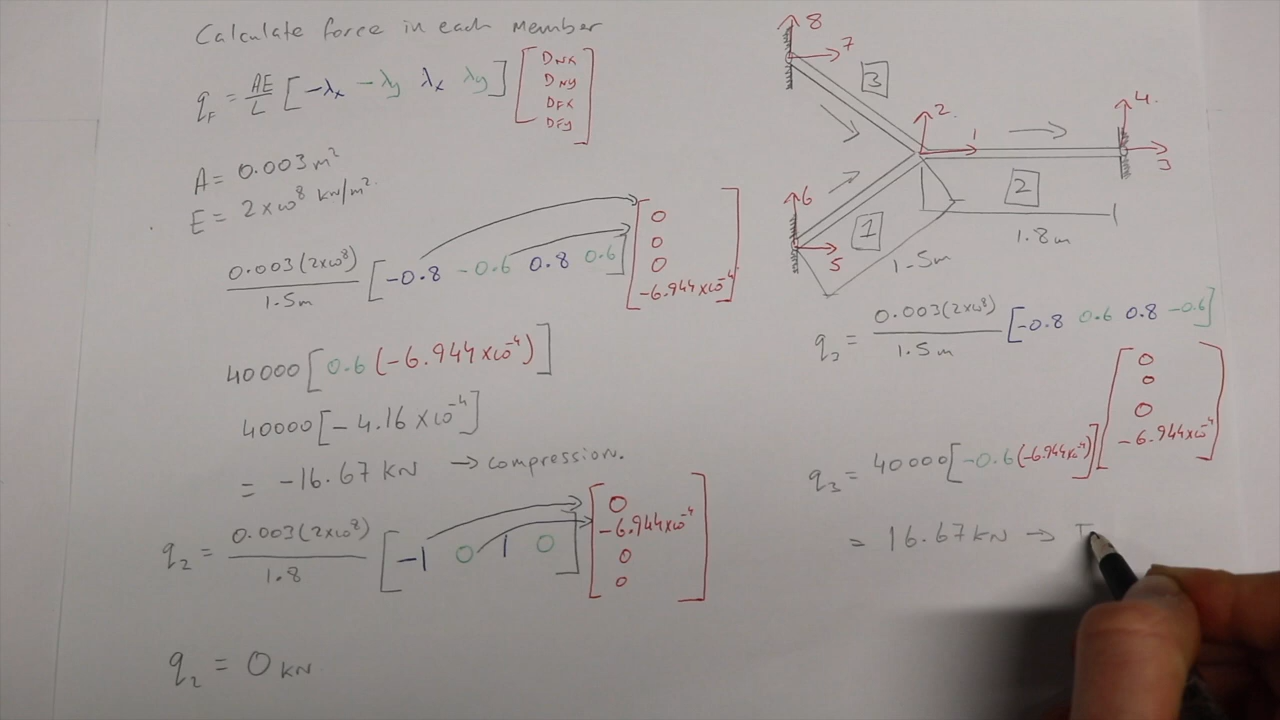 Calculate force in each member
q_F = AE/L [-λx -λy λx λy] [DNx DNy DFx DFy]
A = 0.003 m²
E = 2×10⁸ kN/m²
0.003(2×10⁸)/1.5m [-0.8 -0.6 0.8 0.6] [0 0 0 -6.944×10⁻⁴]
40000[0.6(-6.944×10⁻⁴)]
40000[-4.16×10⁻⁴]
= -16.67 kN → compression.
q₂ = 0.003(2×10⁸)/1.8 [-1 0 1 0] [0 -6.944×10⁻⁴ 0 0]
q₂ = 0 kN
8
7
3
2.
1
4.
3
6
5
1
2
1.5m
1.8m
q₃ = 0.003(2×10⁸)/1.5m [-0.8 0.6 0.8 -0.6] [0 0 0 -6.944×10⁻⁴]
q₃ = 40000[-0.6(-6.944×10⁻⁴)]
= 16.67 kN → T